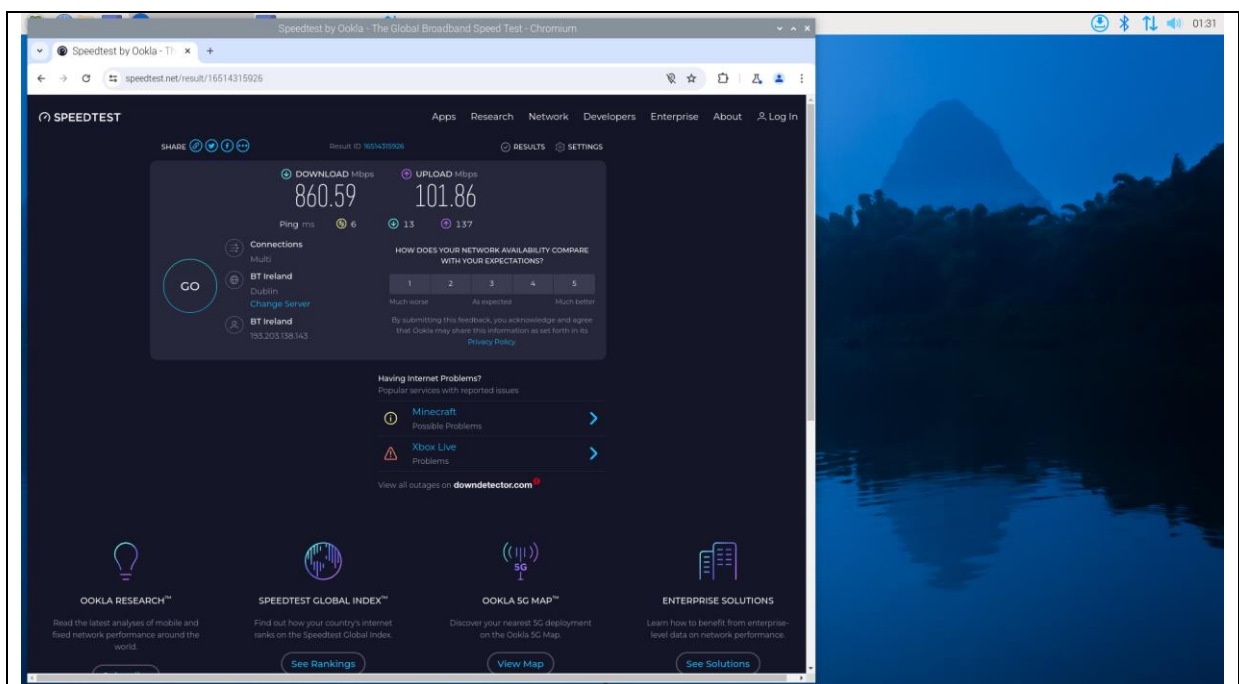 Speedtest by Ookla - The Global Broadband Speed Test - Chromium
01:31
Speedtest by Ookla - Th
speedtest.net/result/16514315926
SPEEDTEST
Apps Research Network Developers Enterprise About Log In
SHARE Result ID 16514315926 RESULTS SETTINGS
DOWNLOAD Mbps UPLOAD Mbps
860.59 101.86
Ping ms 6 13 137
Connections
Multi
BT Ireland
Dublin
Change Server
BT Ireland
193.203.138.143
GO
HOW DOES YOUR NETWORK AVAILABILITY COMPARE
WITH YOUR EXPECTATIONS?
1 2 3 4 5
Much worse As expected Much better
By submitting this feedback, you acknowledge and agree
that Ookla may share this information as set forth in its
Privacy Policy
Having Internet Problems?
Popular services with reported issues
Minecraft
Possible Problems
Xbox Live
Problems
View all outages on downdetector.com
5G
OOKLA RESEARCH™
Read the latest analyses of mobile and
fixed network performance around the
world.
SPEEDTEST GLOBAL INDEX™
Find out how your country's internet
ranks on the Speedtest Global Index.
See Rankings
OOKLA 5G MAP™
Discover your nearest 5G deployment
on the Ookla 5G Map.
View Map
ENTERPRISE SOLUTIONS
Learn how to benefit from enterprise-
level data on network performance.
See Solutions